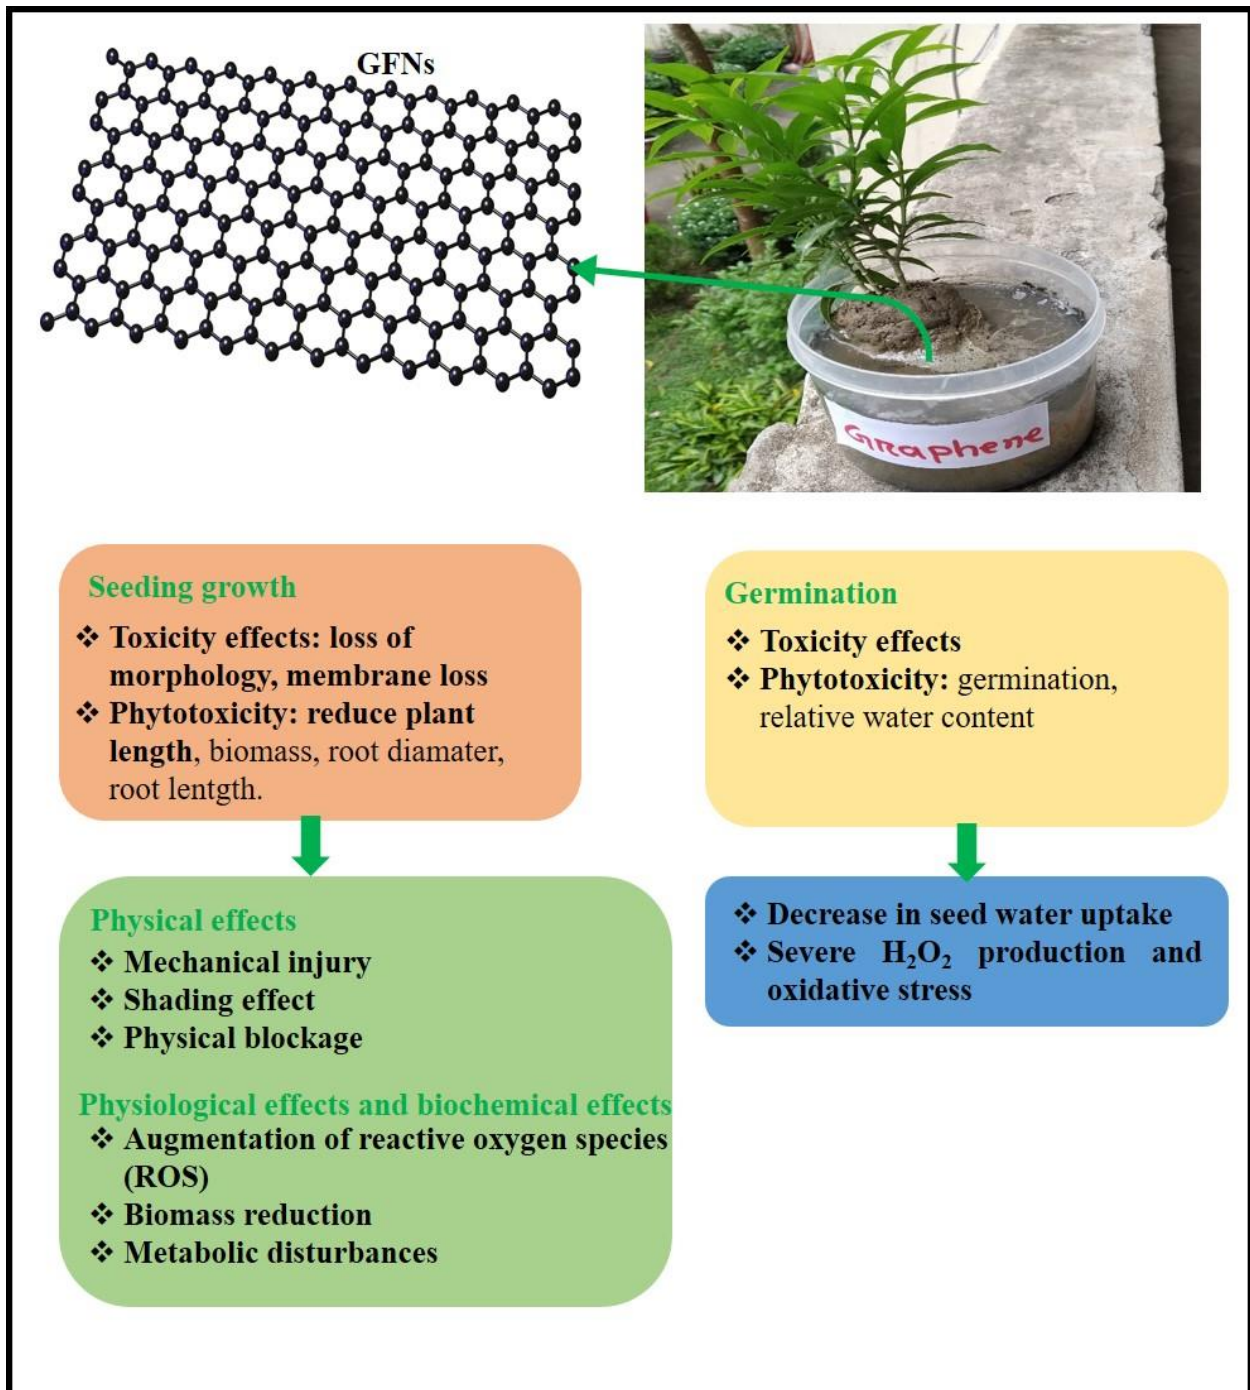 GFNs
GRaphene
Seeding growth
❖ Toxicity effects: loss of
morphology, membrane loss
❖ Phytotoxicity: reduce plant
length, biomass, root diamater,
root lentgth.
Germination
❖ Toxicity effects
❖ Phytotoxicity: germination,
relative water content
Physical effects
❖ Mechanical injury
❖ Shading effect
❖ Physical blockage
Physiological effects and biochemical effects
❖ Augmentation of reactive oxygen species
(ROS)
❖ Biomass reduction
❖ Metabolic disturbances
❖ Decrease in seed water uptake
❖ Severe H₂O₂ production and
oxidative stress